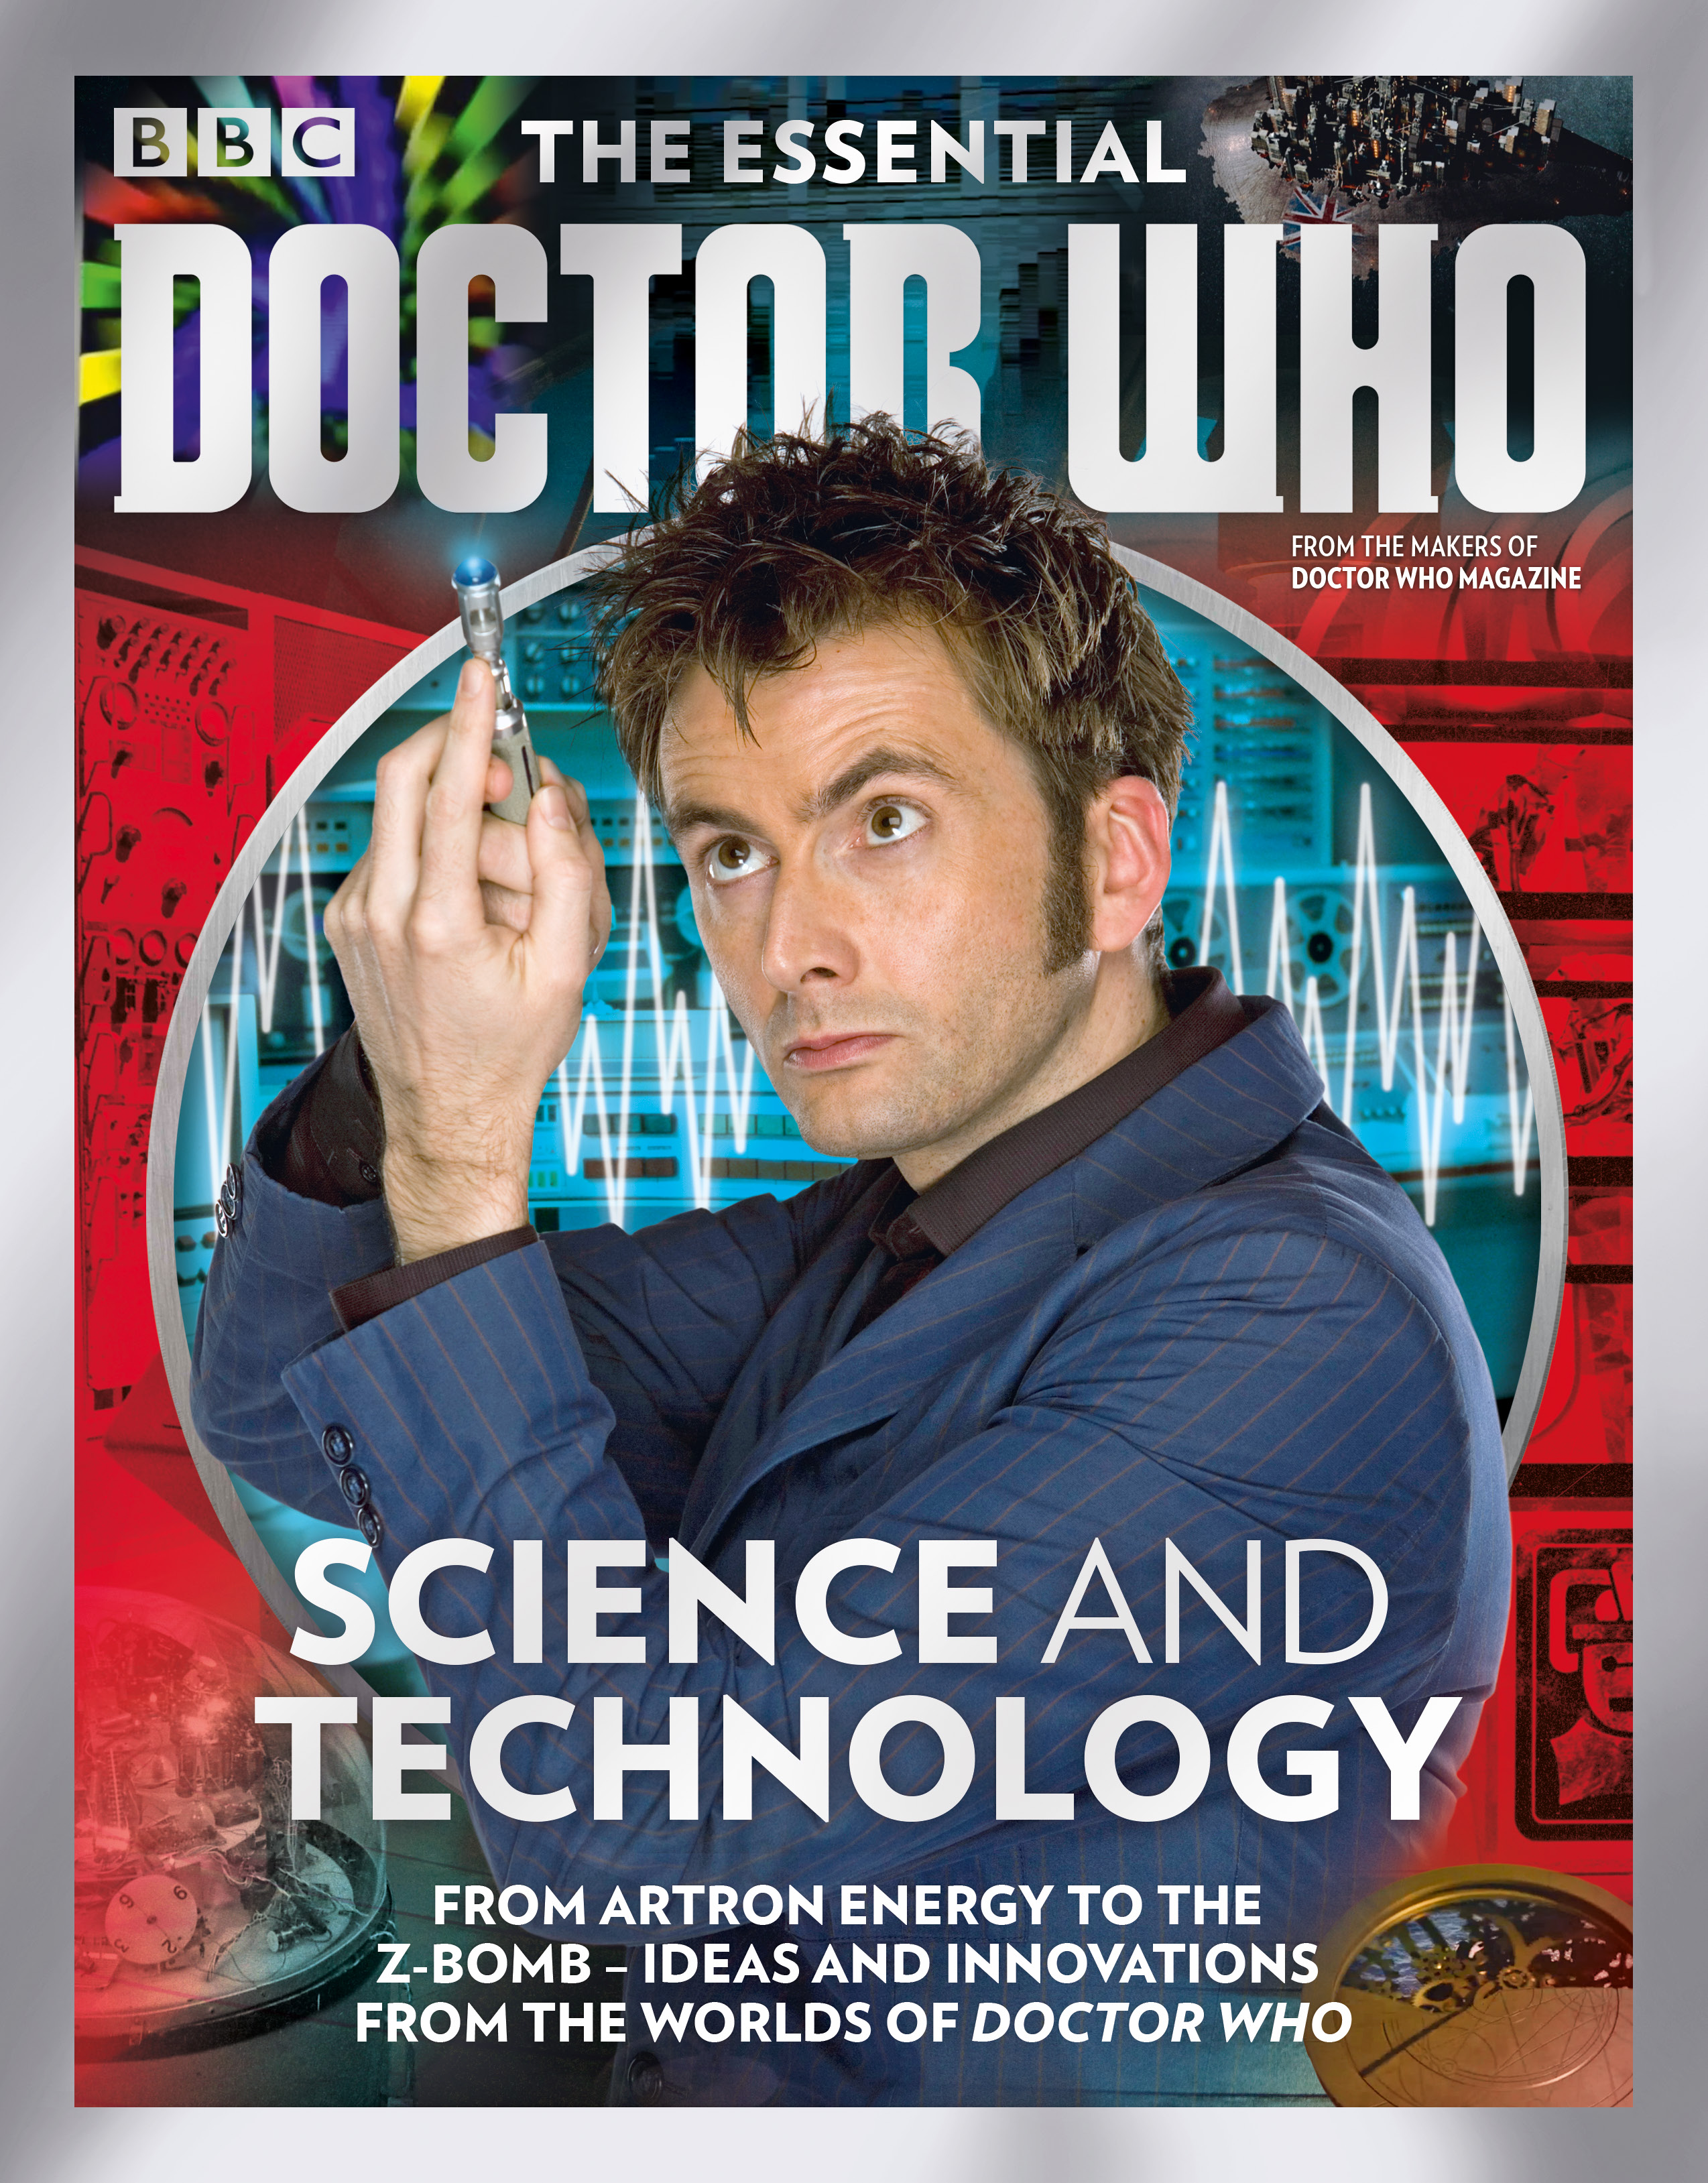 BBC
THE ESSENTIAL
DOCTOR WHO
FROM THE MAKERS OF
DOCTOR WHO MAGAZINE
SCIENCE AND
TECHNOLOGY
FROM ARTRON ENERGY TO THE
Z-BOMB – IDEAS AND INNOVATIONS
FROM THE WORLDS OF DOCTOR WHO